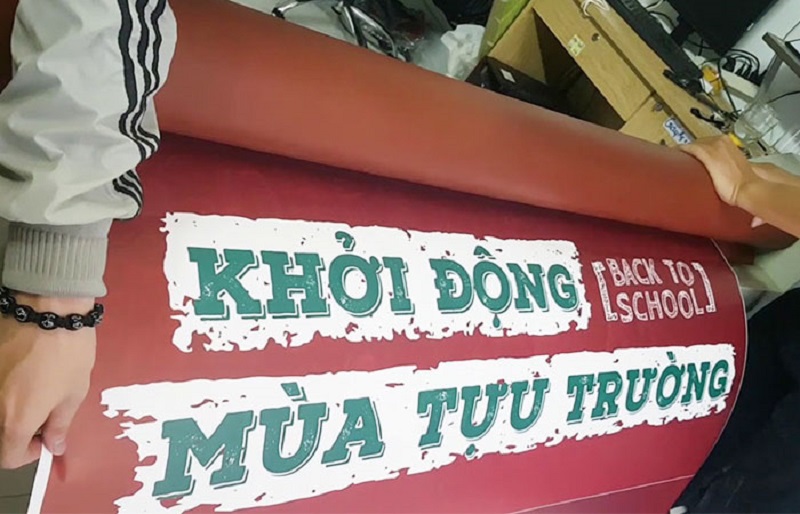 KHỞI ĐỘNG
[BACK TO
SCHOOL]
MÙA TỰU TRƯỜNG